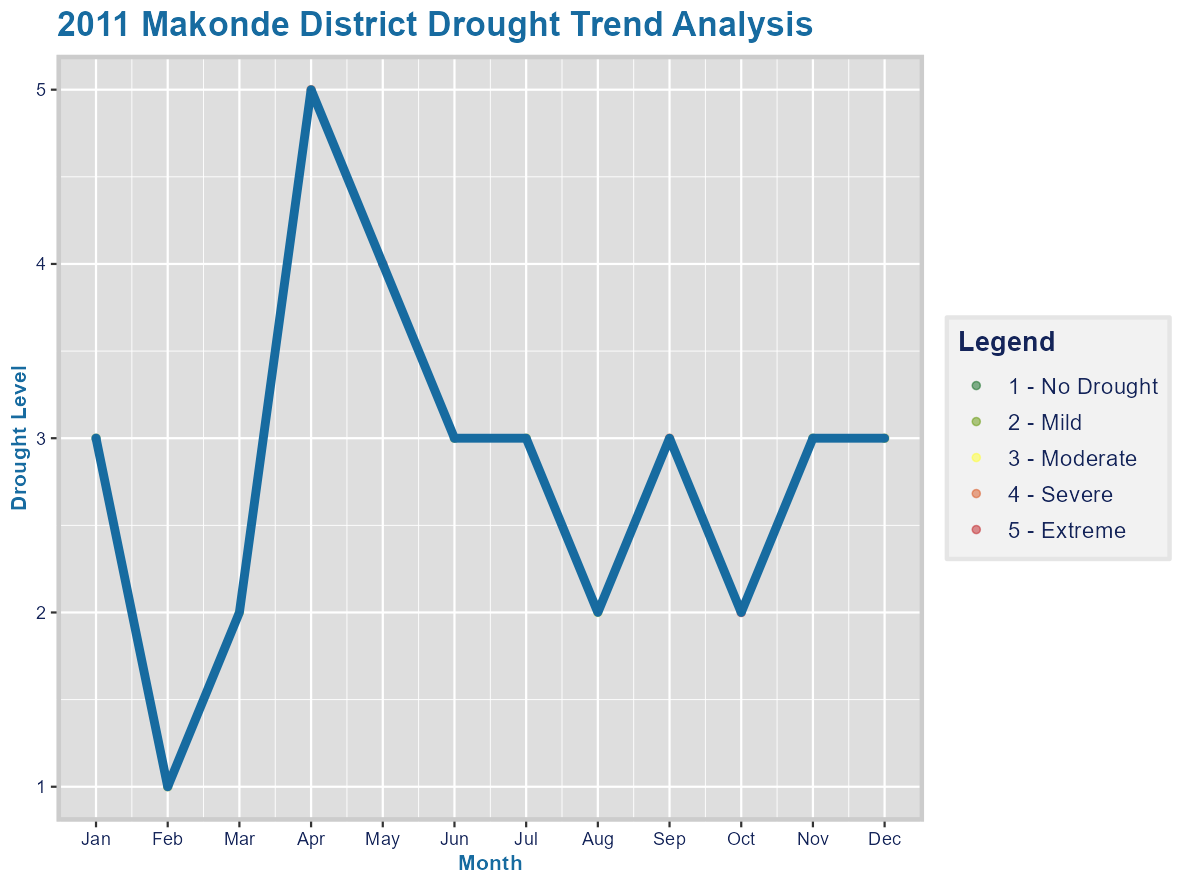 2011 Makonde District Drought Trend Analysis
Drought Level
5
4
3
2
1
Jan Feb Mar Apr May Jun Jul Aug Sep Oct Nov Dec
Month
Legend
1 - No Drought
2 - Mild
3 - Moderate
4 - Severe
5 - Extreme